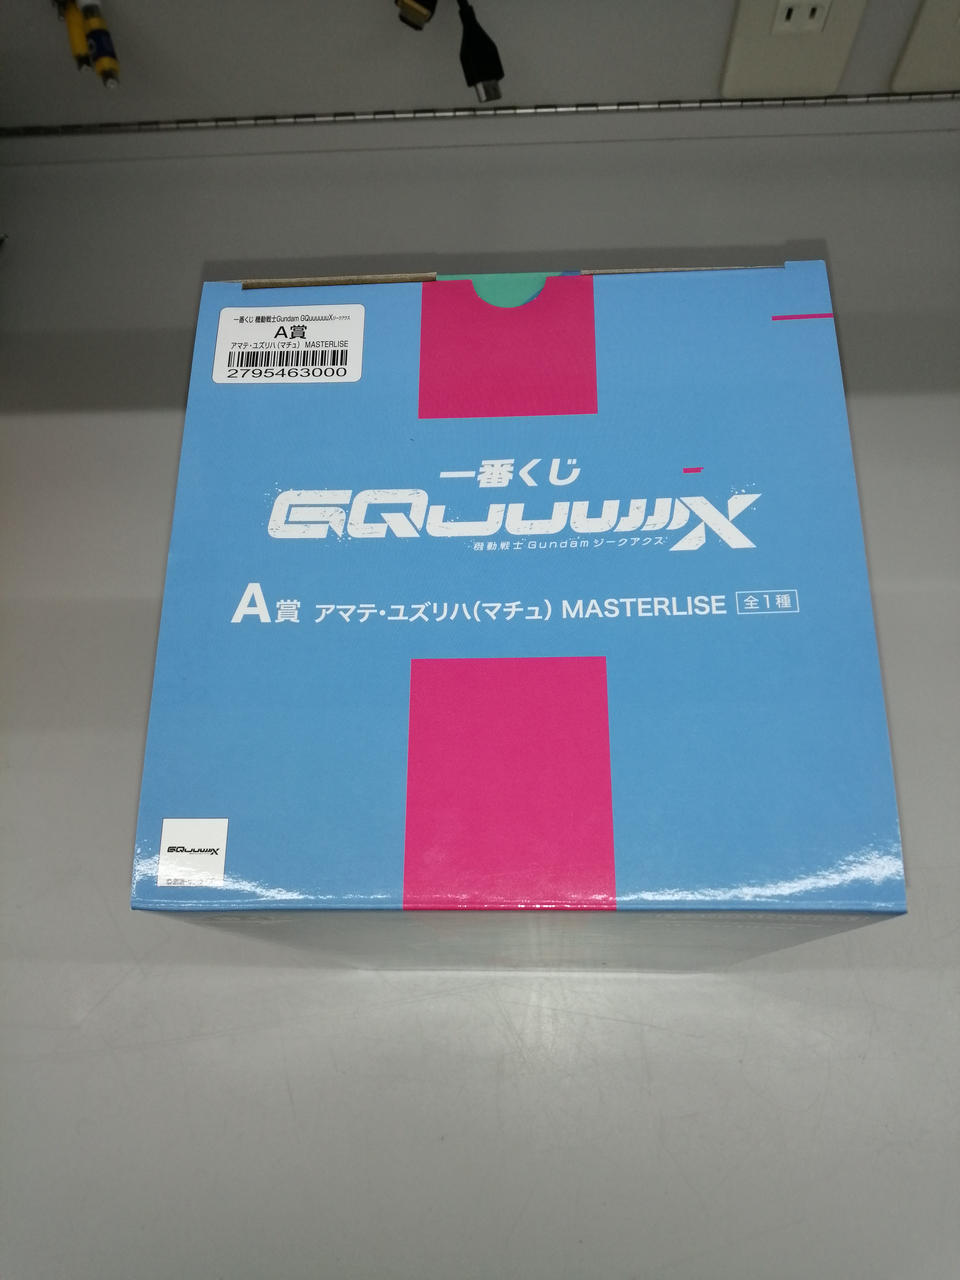 一番くじ 機動戦士Gundam GQuuuuuuXジークアクス
A賞
アマテ・ユズリハ(マチュ) MASTERLISE
2795463000
一番くじ
GQuuuuuuX
機動戦士Gundamジークアクス
A賞 アマテ・ユズリハ(マチュ) MASTERLISE 全1種
GQuuuuuuX